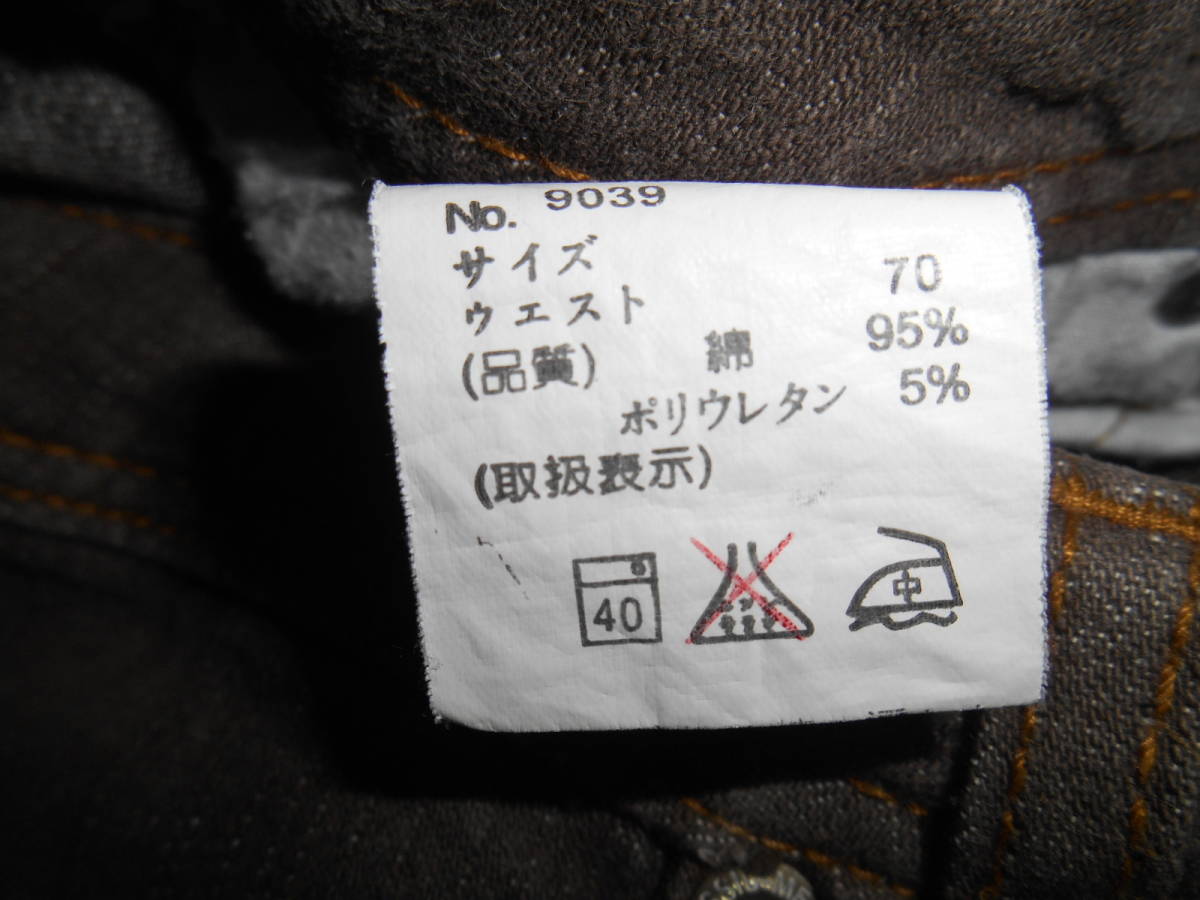 No. 9039
サイズ
ウエスト 70
(品質) 綿 95%
ポリウレタン 5%
(取扱表示)
40
中